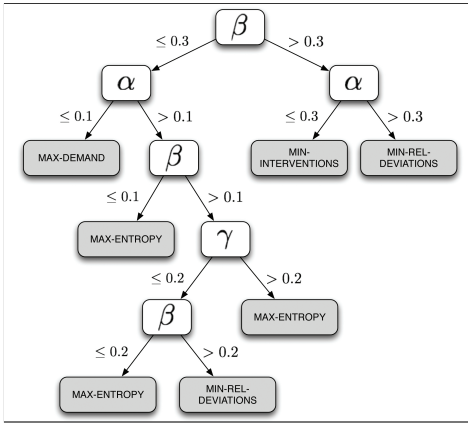 β
≤ 0.3
> 0.3
α
α
≤ 0.1
> 0.1
≤ 0.3
> 0.3
MAX-DEMAND
β
MIN-
INTERVENTIONS
MIN-REL-
DEVIATIONS
≤ 0.1
> 0.1
MAX-ENTROPY
γ
≤ 0.2
> 0.2
β
MAX-ENTROPY
≤ 0.2
> 0.2
MAX-ENTROPY
MIN-REL-
DEVIATIONS